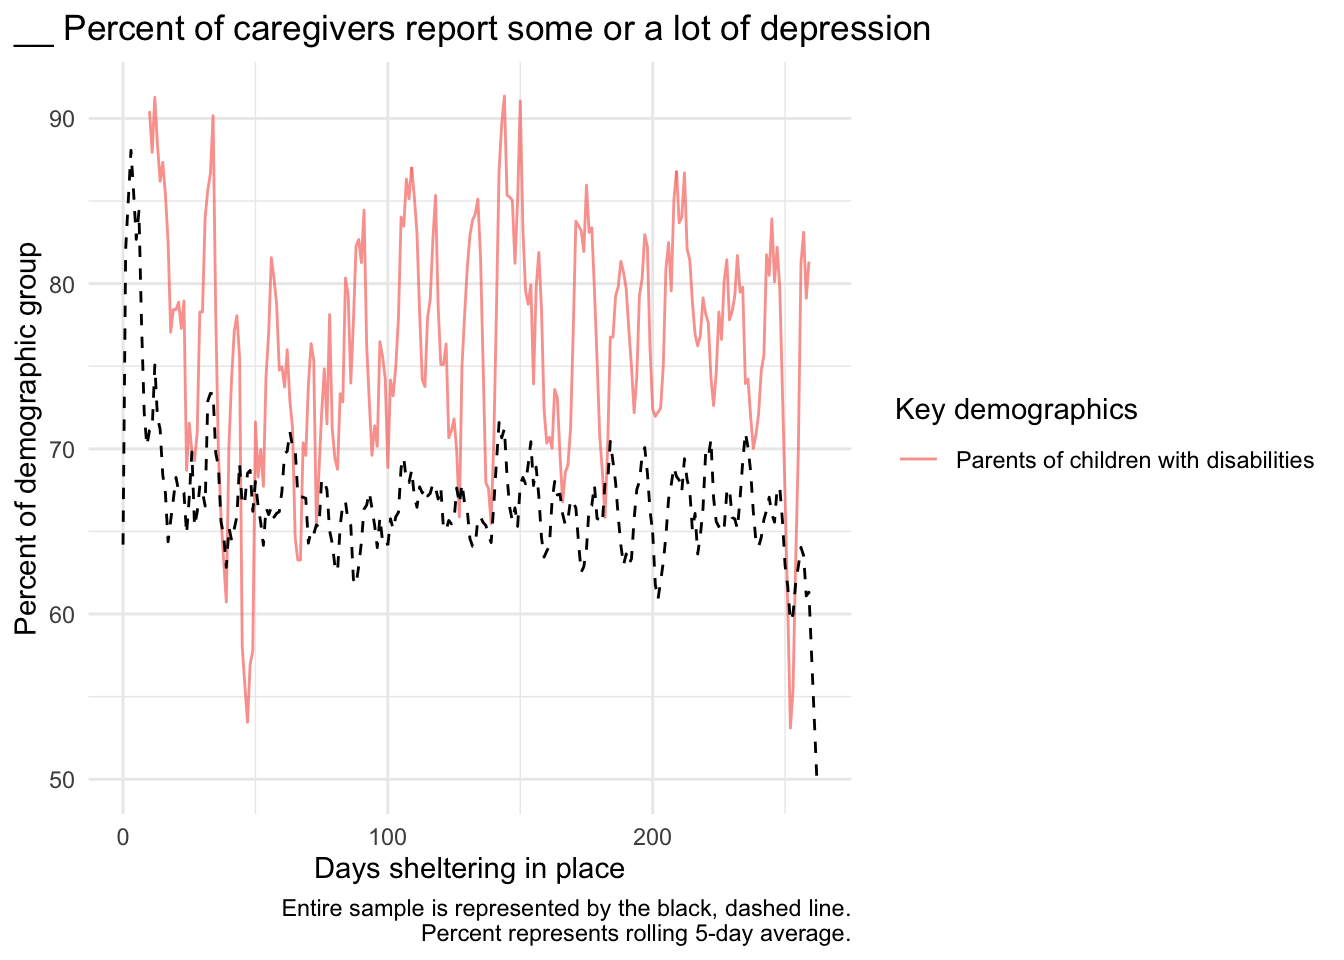 __ Percent of caregivers report some or a lot of depression
Percent of demographic group
90
80
70
60
50
0
100
200
Days sheltering in place
Key demographics
Parents of children with disabilities
Entire sample is represented by the black, dashed line.
Percent represents rolling 5-day average.